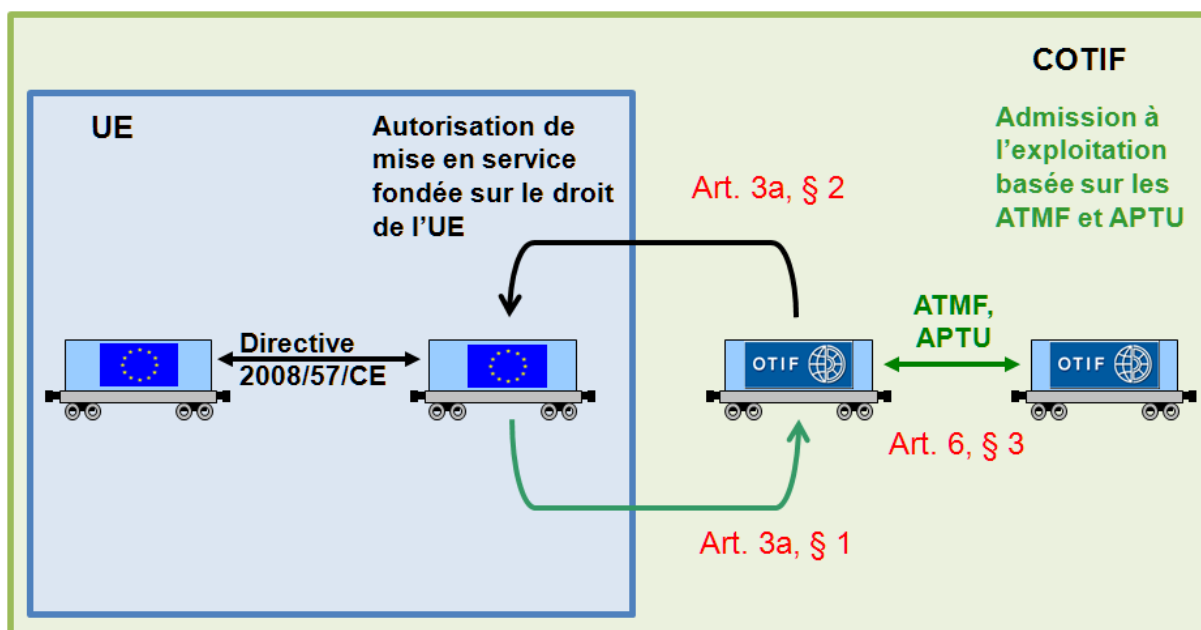 COTIF
UE
Autorisation de
mise en service
fondée sur le droit
de l'UE
Art. 3a, § 2
Admission à
l'exploitation
basée sur les
ATMF et APTU
Directive
2008/57/CE
ATMF,
APTU
OTIF
OTIF
Art. 6, § 3
Art. 3a, § 1